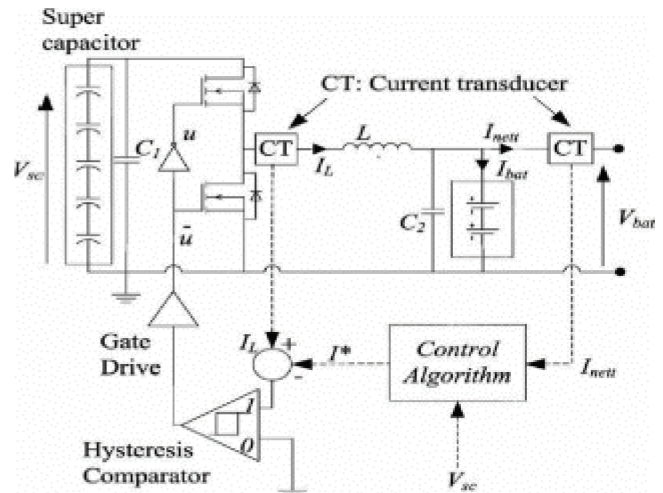 Super
capacitor
CT: Current transducer
V_sc
C_1
u
CT
I_L
L
I_nett
CT
I_bat
C_2
V_bat
ū
Gate
Drive
I_L
+
-
I*
Control
Algorithm
I_nett
1
0
Hysteresis
Comparator
V_sc